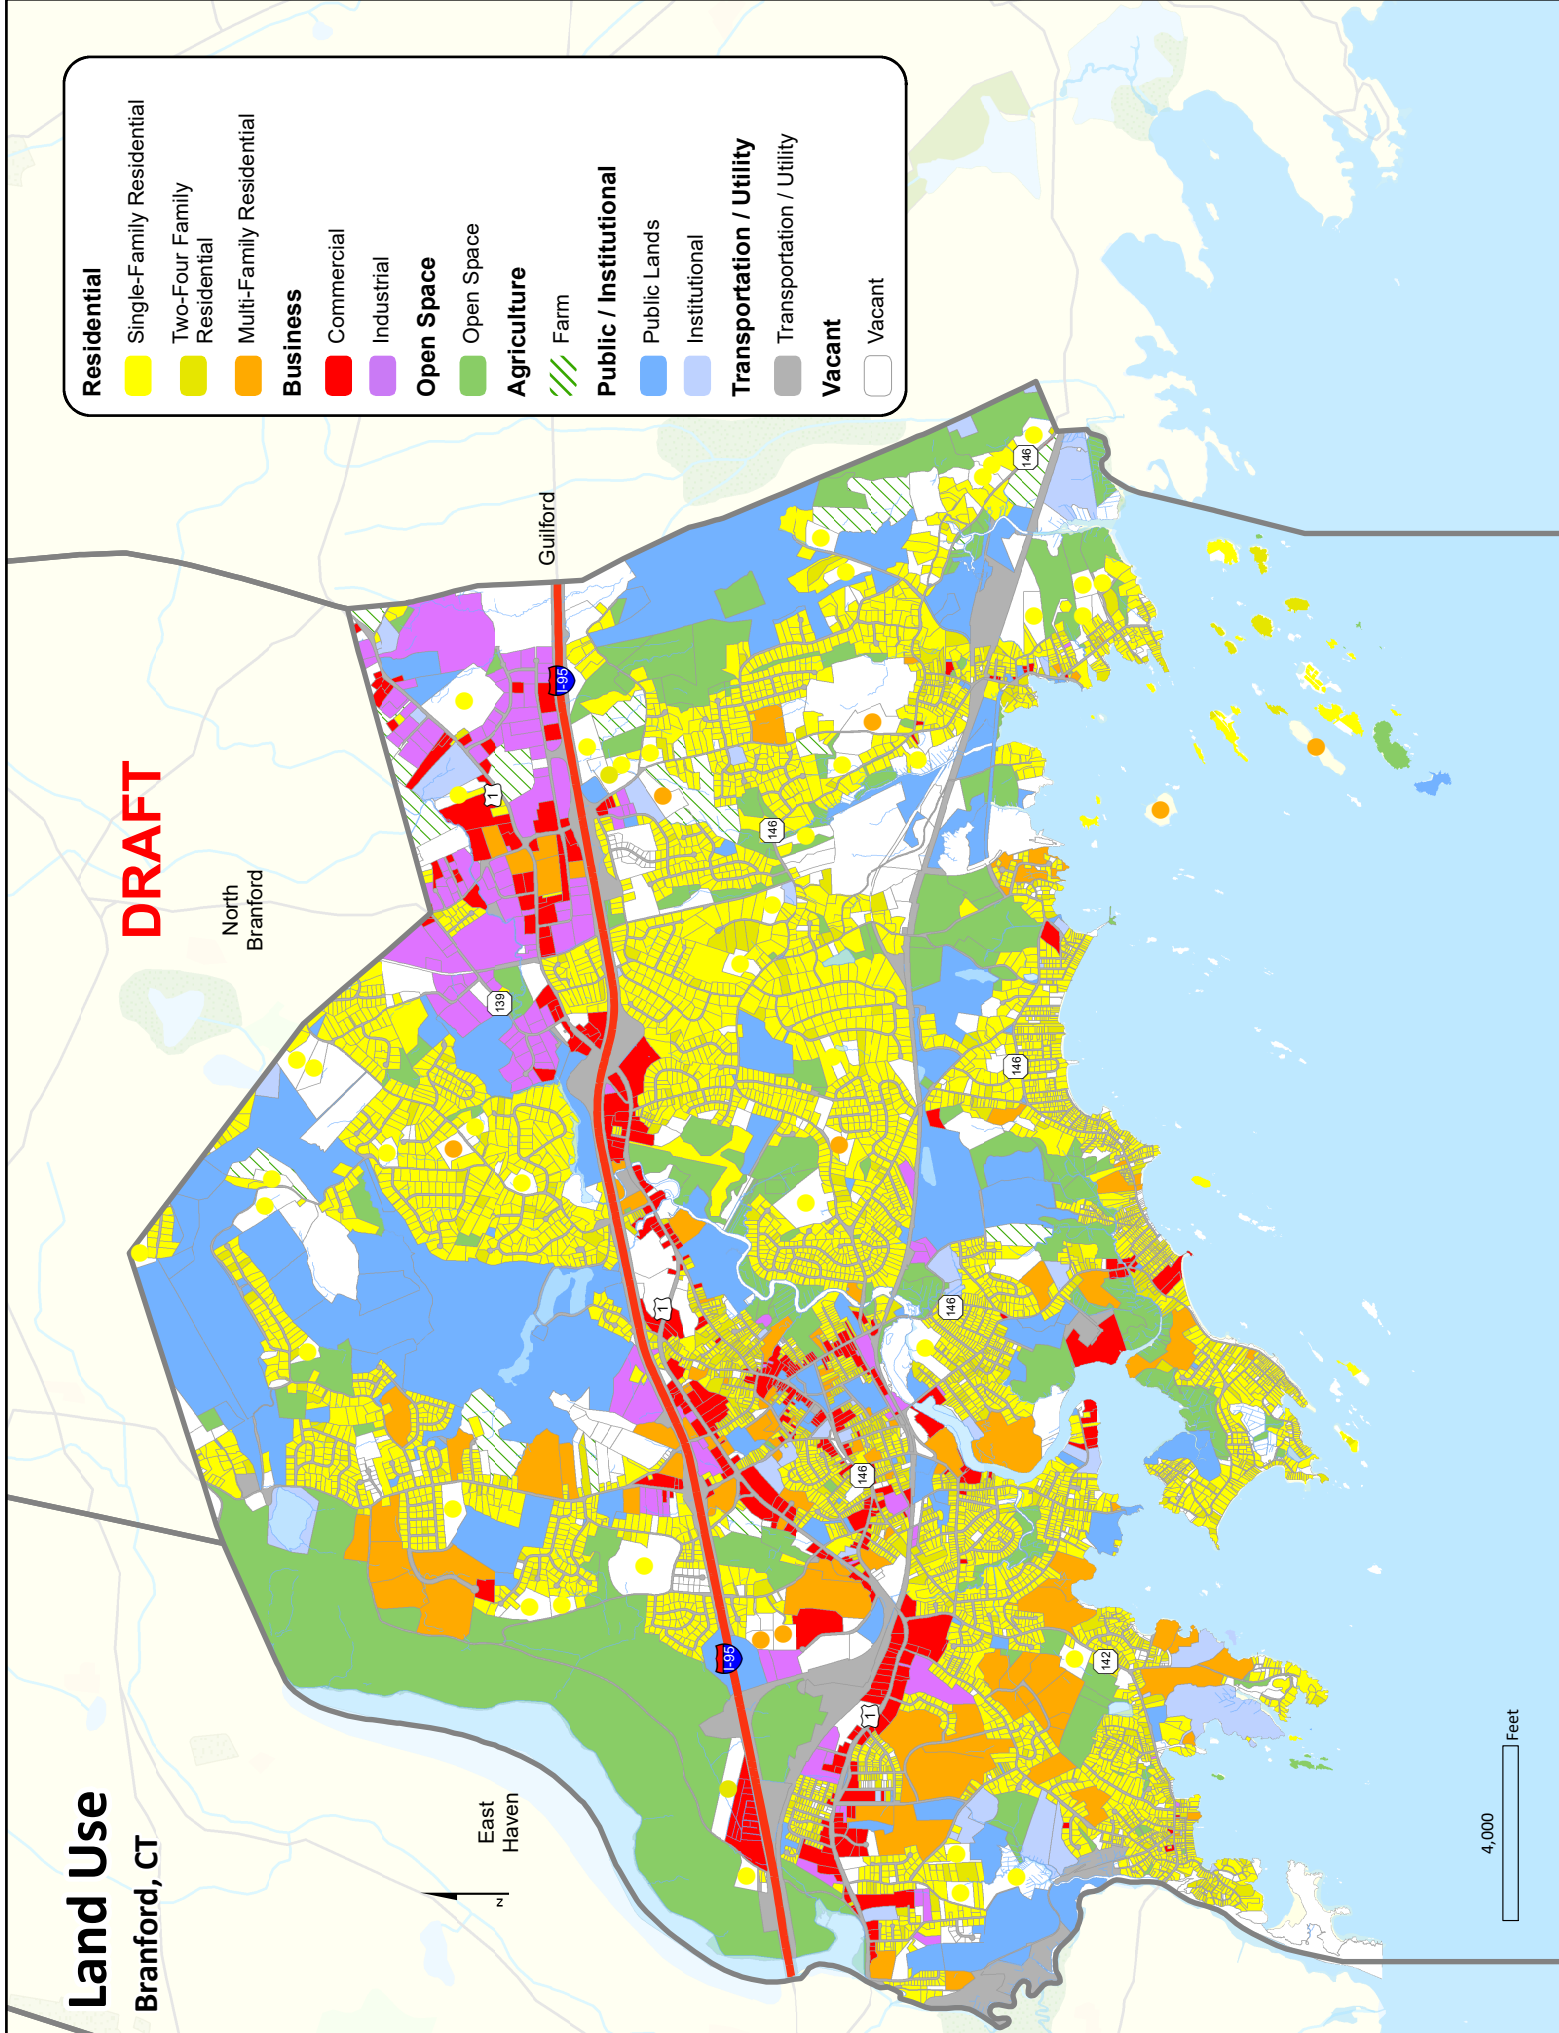 Land Use
Branford, CT
DRAFT
North
Branford
East
Haven
Guilford
Residential
Single-Family Residential
Two-Four Family
Residential
Multi-Family Residential
Business
Commercial
Industrial
Open Space
Open Space
Agriculture
Farm
Public / Institutional
Public Lands
Institutional
Transportation / Utility
Transportation / Utility
Vacant
Vacant
I-95
I-95
1
1
1
139
146
146
146
146
146
142
N
4,000
Feet